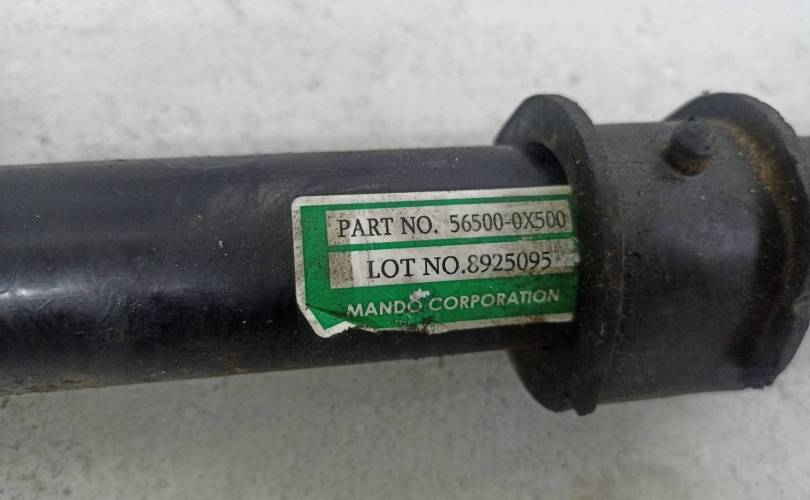 PART NO. 56500-0X500
LOT NO.8925095
MANDO CORPORATION